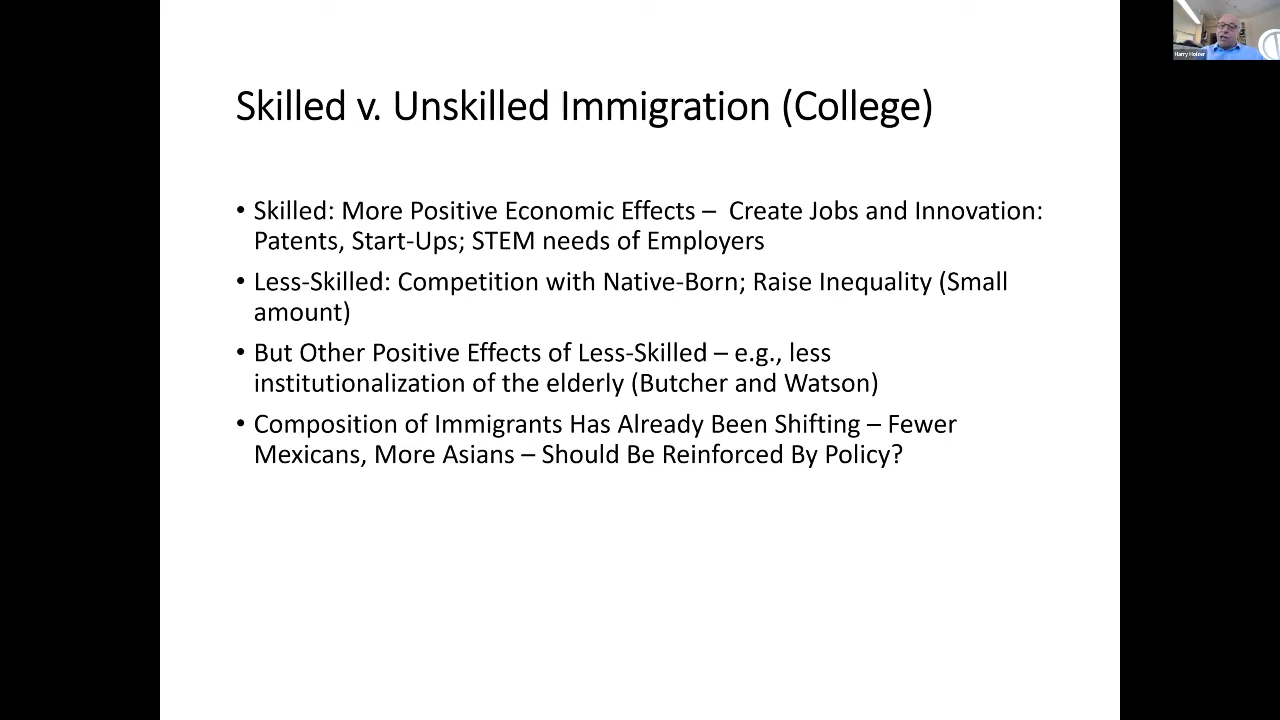 Harry Holzer
Skilled v. Unskilled Immigration (College)
• Skilled: More Positive Economic Effects –  Create Jobs and Innovation:
Patents, Start-Ups; STEM needs of Employers
• Less-Skilled: Competition with Native-Born; Raise Inequality (Small
amount)
• But Other Positive Effects of Less-Skilled – e.g., less
institutionalization of the elderly (Butcher and Watson)
• Composition of Immigrants Has Already Been Shifting – Fewer
Mexicans, More Asians – Should Be Reinforced By Policy?